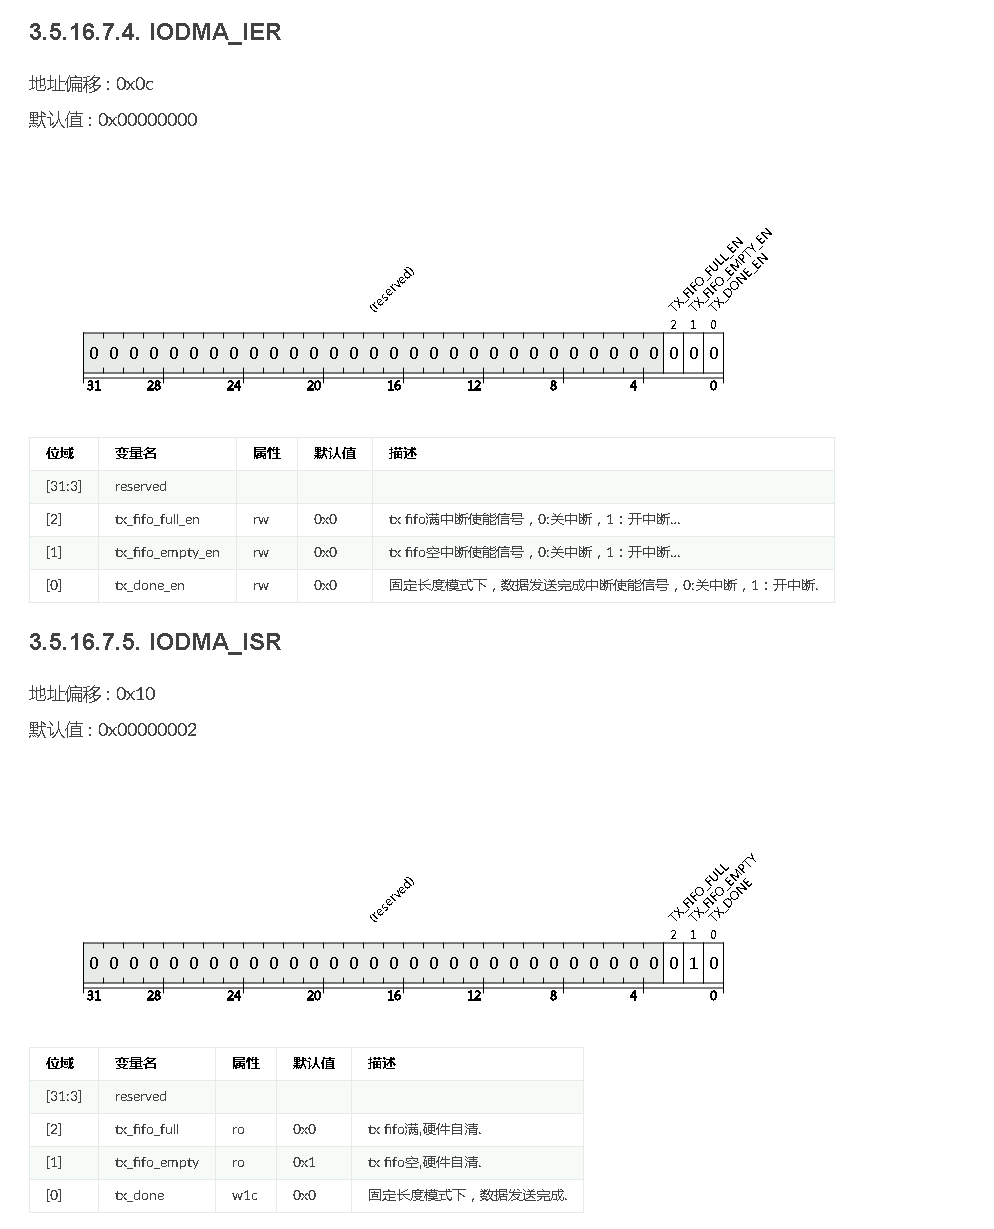 3.5.16.7.4. IODMA_IER
地址偏移：0x0c
默认值：0x00000000
(reserved)
TX_FIFO_FULL_EN
TX_FIFO_EMPTY_EN
TX_DONE_EN
2 1 0
0 0 0 0 0 0 0 0 0 0 0 0 0 0 0 0 0 0 0 0 0 0 0 0 0 0 0 0 0 0 0 0
31 28 24 20 16 12 8 4 0
位域 变量名 属性 默认值 描述
[31:3] reserved
[2] tx_fifo_full_en rw 0x0 tx fifo满中断使能信号，0:关中断，1：开中断...
[1] tx_fifo_empty_en rw 0x0 tx fifo空中断使能信号，0:关中断，1：开中断...
[0] tx_done_en rw 0x0 固定长度模式下，数据发送完成中断使能信号，0:关中断，1：开中断.
3.5.16.7.5. IODMA_ISR
地址偏移：0x10
默认值：0x00000002
(reserved)
TX_FIFO_FULL
TX_FIFO_EMPTY
TX_DONE
2 1 0
0 0 0 0 0 0 0 0 0 0 0 0 0 0 0 0 0 0 0 0 0 0 0 0 0 0 0 0 0 0 1 0
31 28 24 20 16 12 8 4 0
位域 变量名 属性 默认值 描述
[31:3] reserved
[2] tx_fifo_full ro 0x0 tx fifo满,硬件自清.
[1] tx_fifo_empty ro 0x1 tx fifo空,硬件自清.
[0] tx_done w1c 0x0 固定长度模式下，数据发送完成.